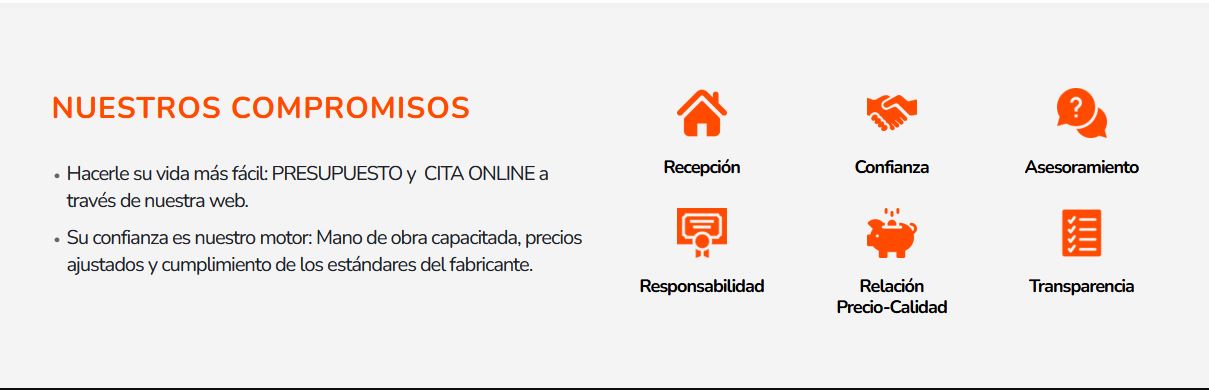 NUESTROS COMPROMISOS
• Hacerle su vida más fácil: PRESUPUESTO y CITA ONLINE a
través de nuestra web.
• Su confianza es nuestro motor: Mano de obra capacitada, precios
ajustados y cumplimiento de los estándares del fabricante.
Recepción
Confianza
?
Asesoramiento
Responsabilidad
Relación
Precio-Calidad
Transparencia